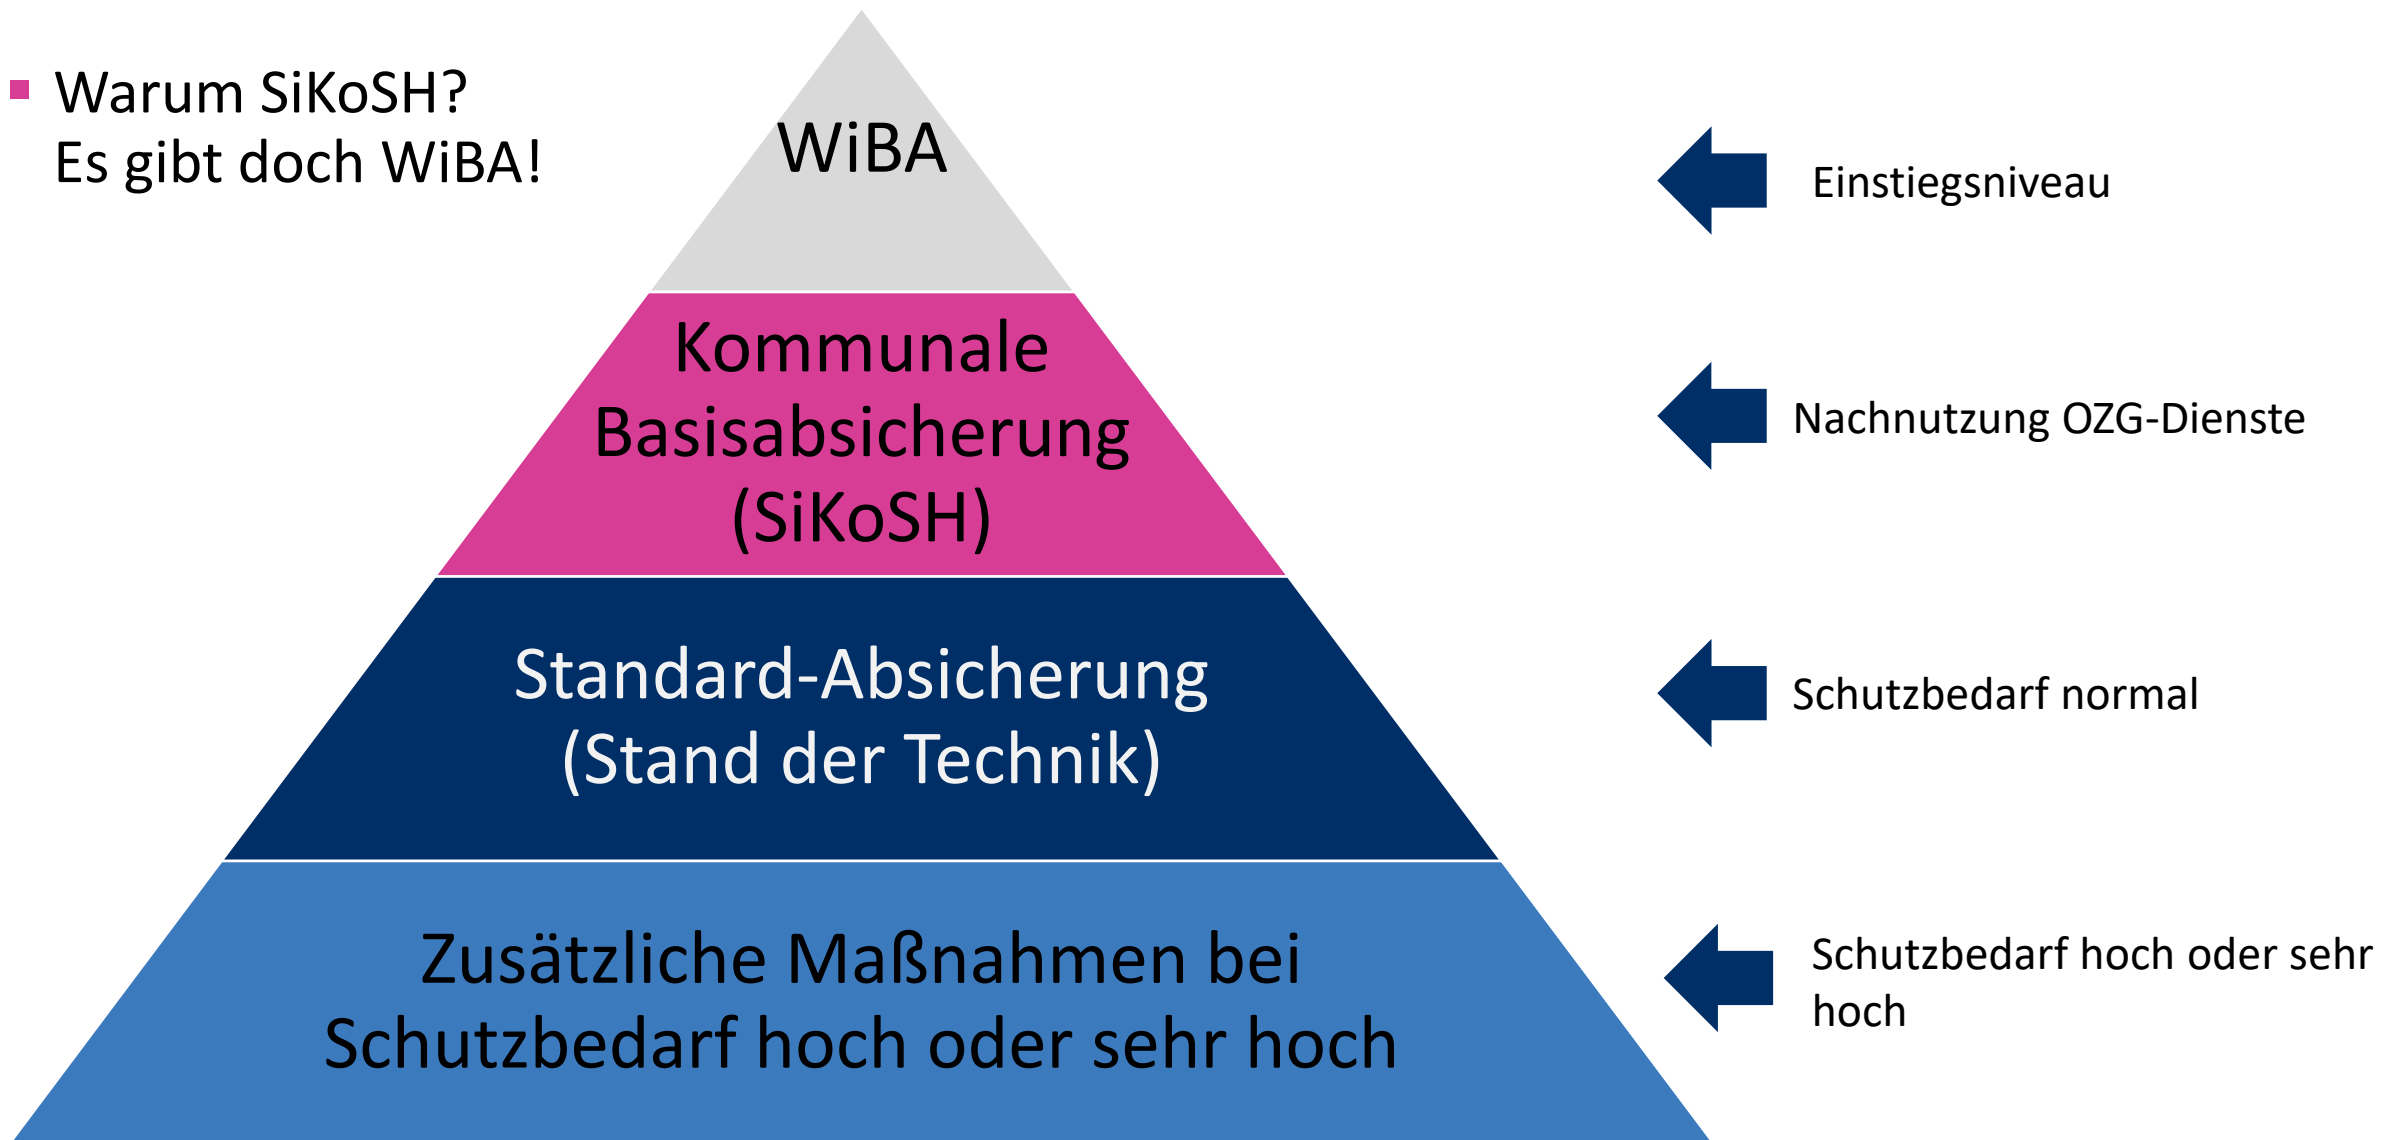 Warum SiKoSH?
Es gibt doch WiBA!
WiBA
Einstiegsniveau
Kommunale
Basisabsicherung
(SiKoSH)
Nachnutzung OZG-Dienste
Standard-Absicherung
(Stand der Technik)
Schutzbedarf normal
Zusätzliche Maßnahmen bei
Schutzbedarf hoch oder sehr hoch
Schutzbedarf hoch oder sehr
hoch